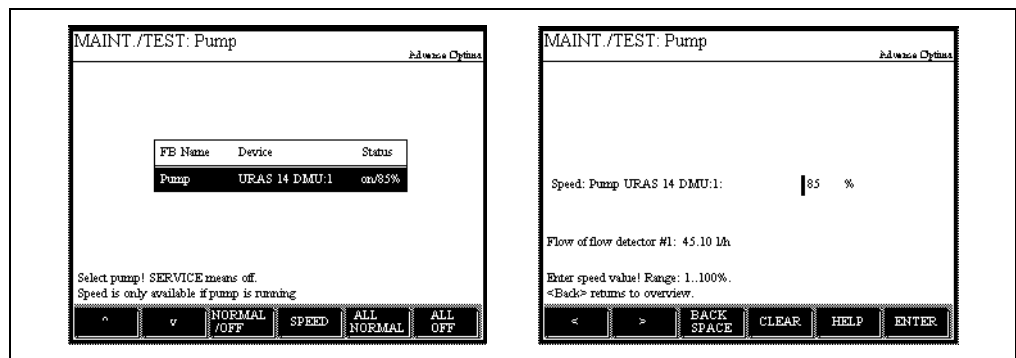 MAINT./TEST: Pump
Advance Optima
FB Name Device Status
Pump URAS 14 DMU:1 on/85%
Select pump! SERVICE means off.
Speed is only available if pump is running
^ v NORMAL /OFF SPEED ALL NORMAL ALL OFF
MAINT./TEST: Pump
Advance Optima
Speed: Pump URAS 14 DMU:1: 85 %
Flow of flow detector #1: 45.10 l/h
Enter speed value! Range: 1..100%.
<Back> returns to overview.
< > BACK SPACE CLEAR HELP ENTER